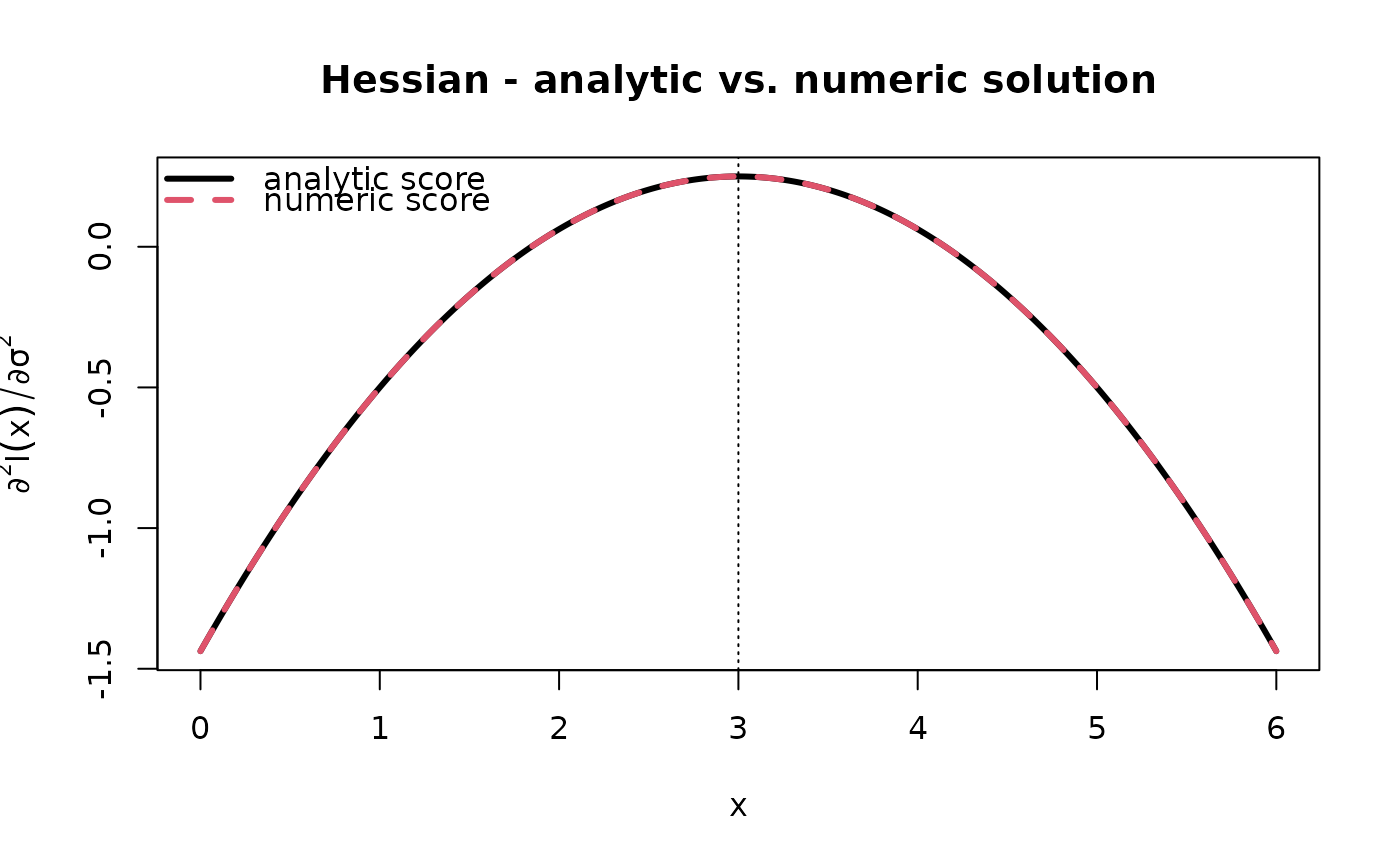 Hessian - analytic vs. numeric solution
analytic score
numeric score
∂²l(x)/∂σ²
0.0
-0.5
-1.0
-1.5
0 1 2 3 4 5 6
x